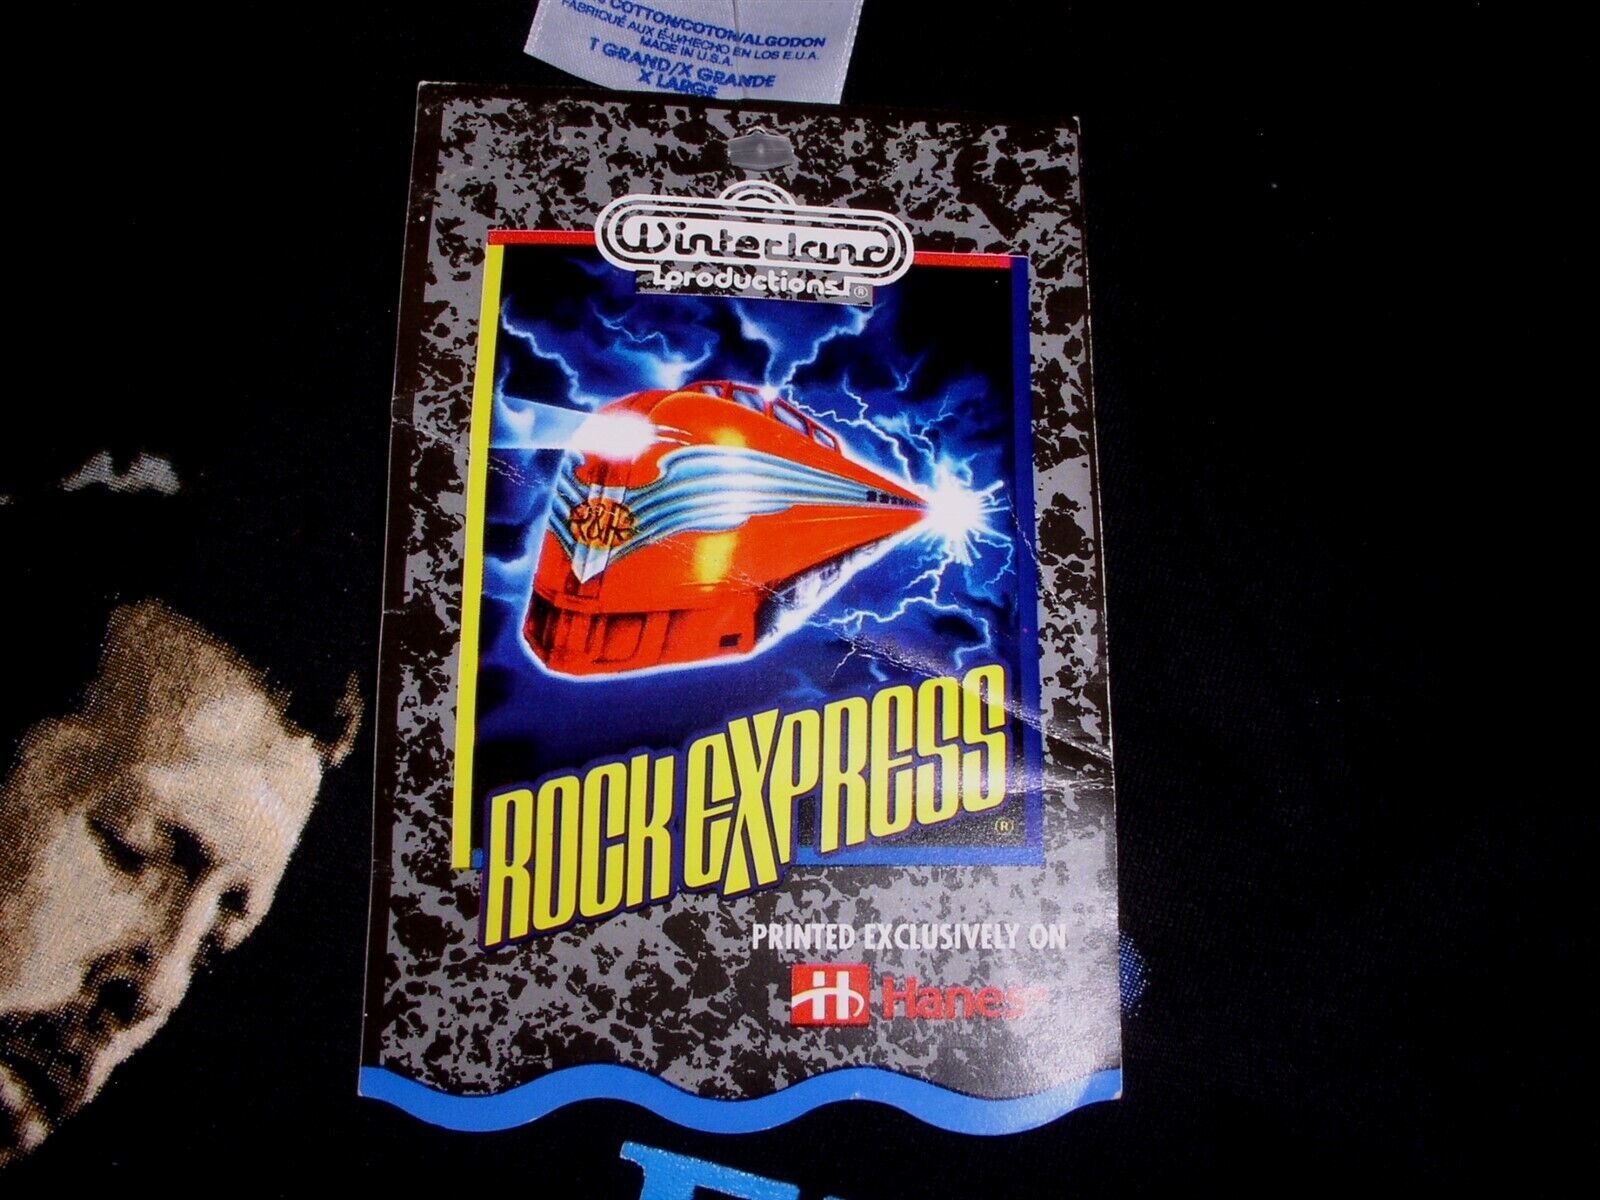 COTTON/COTON/ALGODON
FABRIQUÉ AUX É-U/HECHO EN LOS E.U.A.
MADE IN U.S.A.
T GRAND/X GRANDE
X LARGE
Winterland
productions ®
R&R
ROCK EXPRESS
®
PRINTED EXCLUSIVELY ON
H Hanes